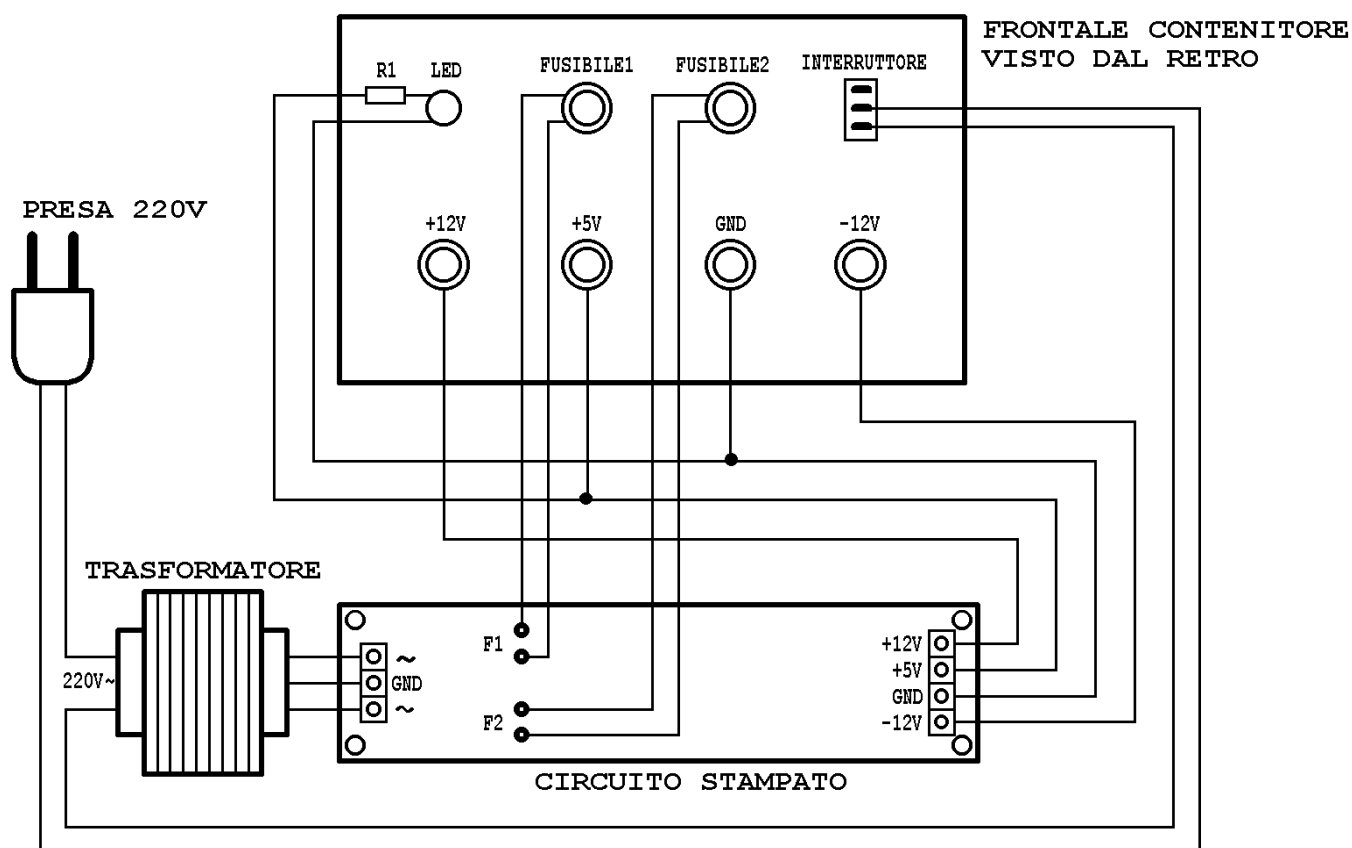 FRONTALE CONTENITORE
VISTO DAL RETRO
R1 LED FUSIBILE1 FUSIBILE2 INTERRUTTORE
PRESA 220V
+12V +5V GND -12V
TRASFORMATORE
220V~
~
GND
~
F1
F2
+12V
+5V
GND
-12V
CIRCUITO STAMPATO